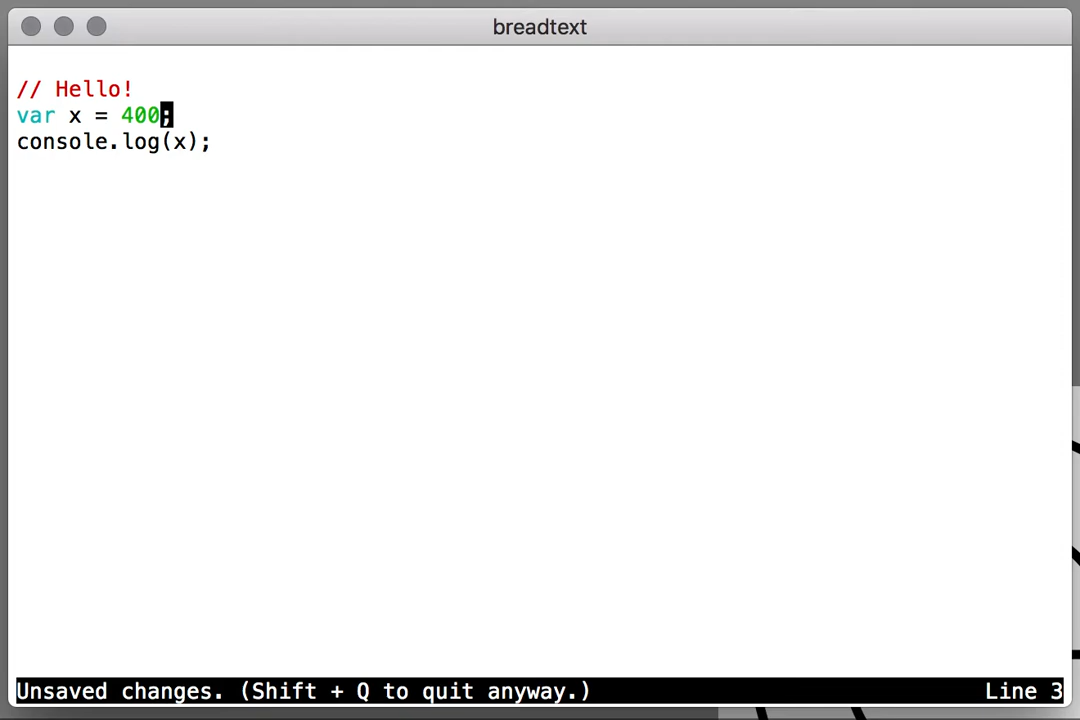 breadtext
// Hello!
var x = 400;
console.log(x);
Unsaved changes. (Shift + Q to quit anyway.) Line 3